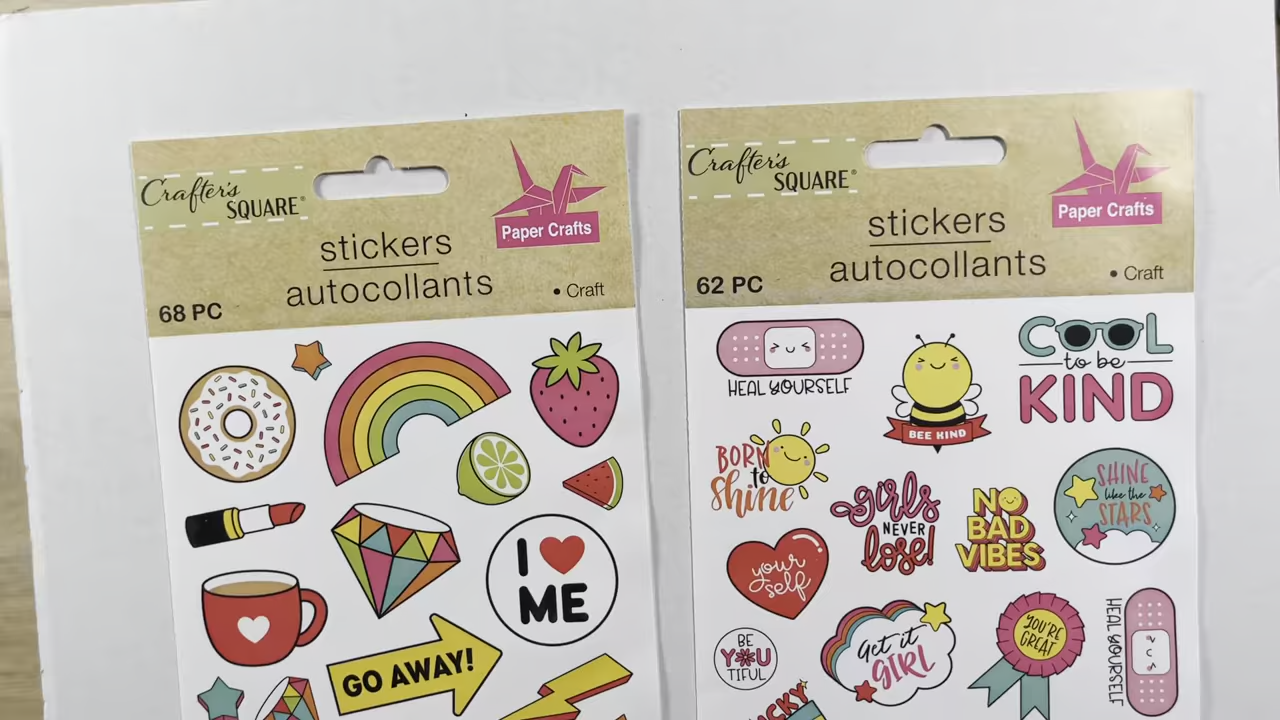 Crafter's
SQUARE®
Paper Crafts
stickers
autocollants
68 PC
• Craft
I ❤ ME
GO AWAY!
Crafter's
SQUARE®
Paper Crafts
stickers
autocollants
62 PC
• Craft
HEAL YOURSELF
BEE KIND
COOL
to be
KIND
BORN
to
shine
girls
NEVER
lose!
NO
BAD
VIBES
SHINE
like the
STARS
your
self
BE
YOU
TIFUL
Get it
GIRL
YOU'RE
GREAT
HEAL YOURSELF